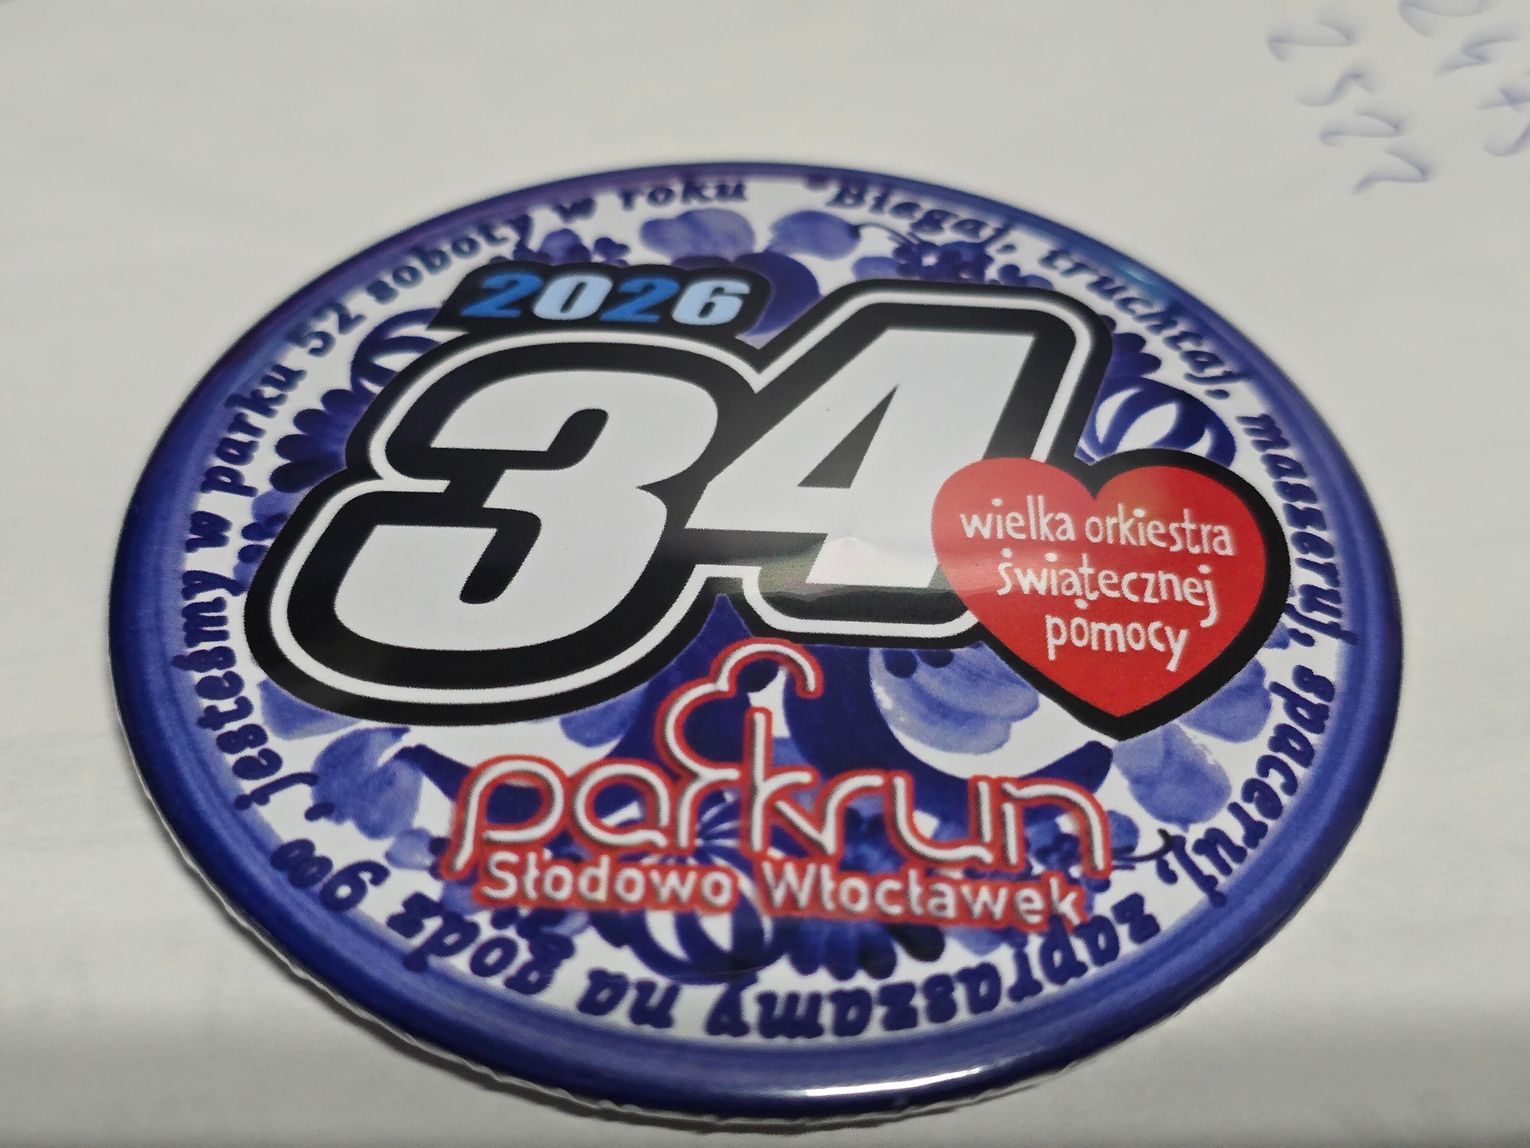 2026
34
wielka orkiestra
świątecznej
pomocy
parkrun
Słodowo Włocławek
"Biegaj, truchtaj, maszeruj, spaceruj, zapraszamy na godz 9⁰⁰, jesteśmy w parku 52 soboty w roku